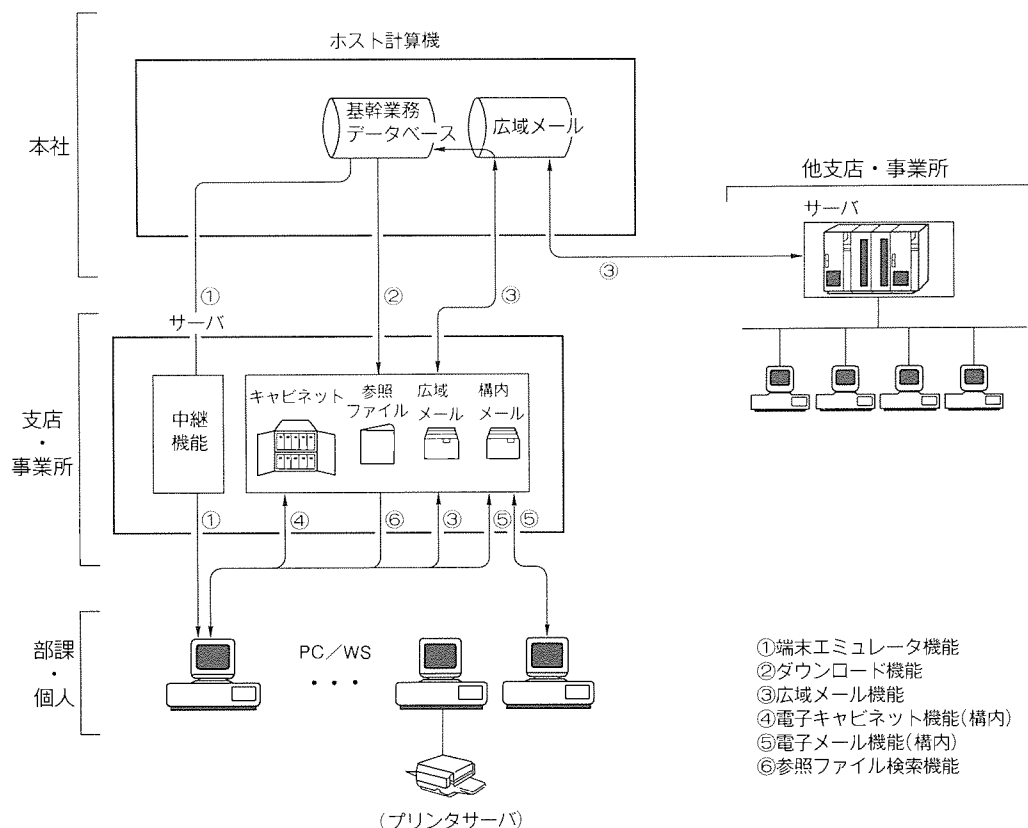 ホスト計算機
基幹業務
データベース
広域メール
本社
他支店・事業所
サーバ
③
①
②
③
サーバ
支店
・
事業所
中継
機能
キャビネット
参照
ファイル
広域
メール
構内
メール
①
④
⑥
③
⑤
⑤
部課
・
個人
PC／WS
・・・
(プリンタサーバ)
①端末エミュレータ機能
②ダウンロード機能
③広域メール機能
④電子キャビネット機能(構内)
⑤電子メール機能(構内)
⑥参照ファイル検索機能